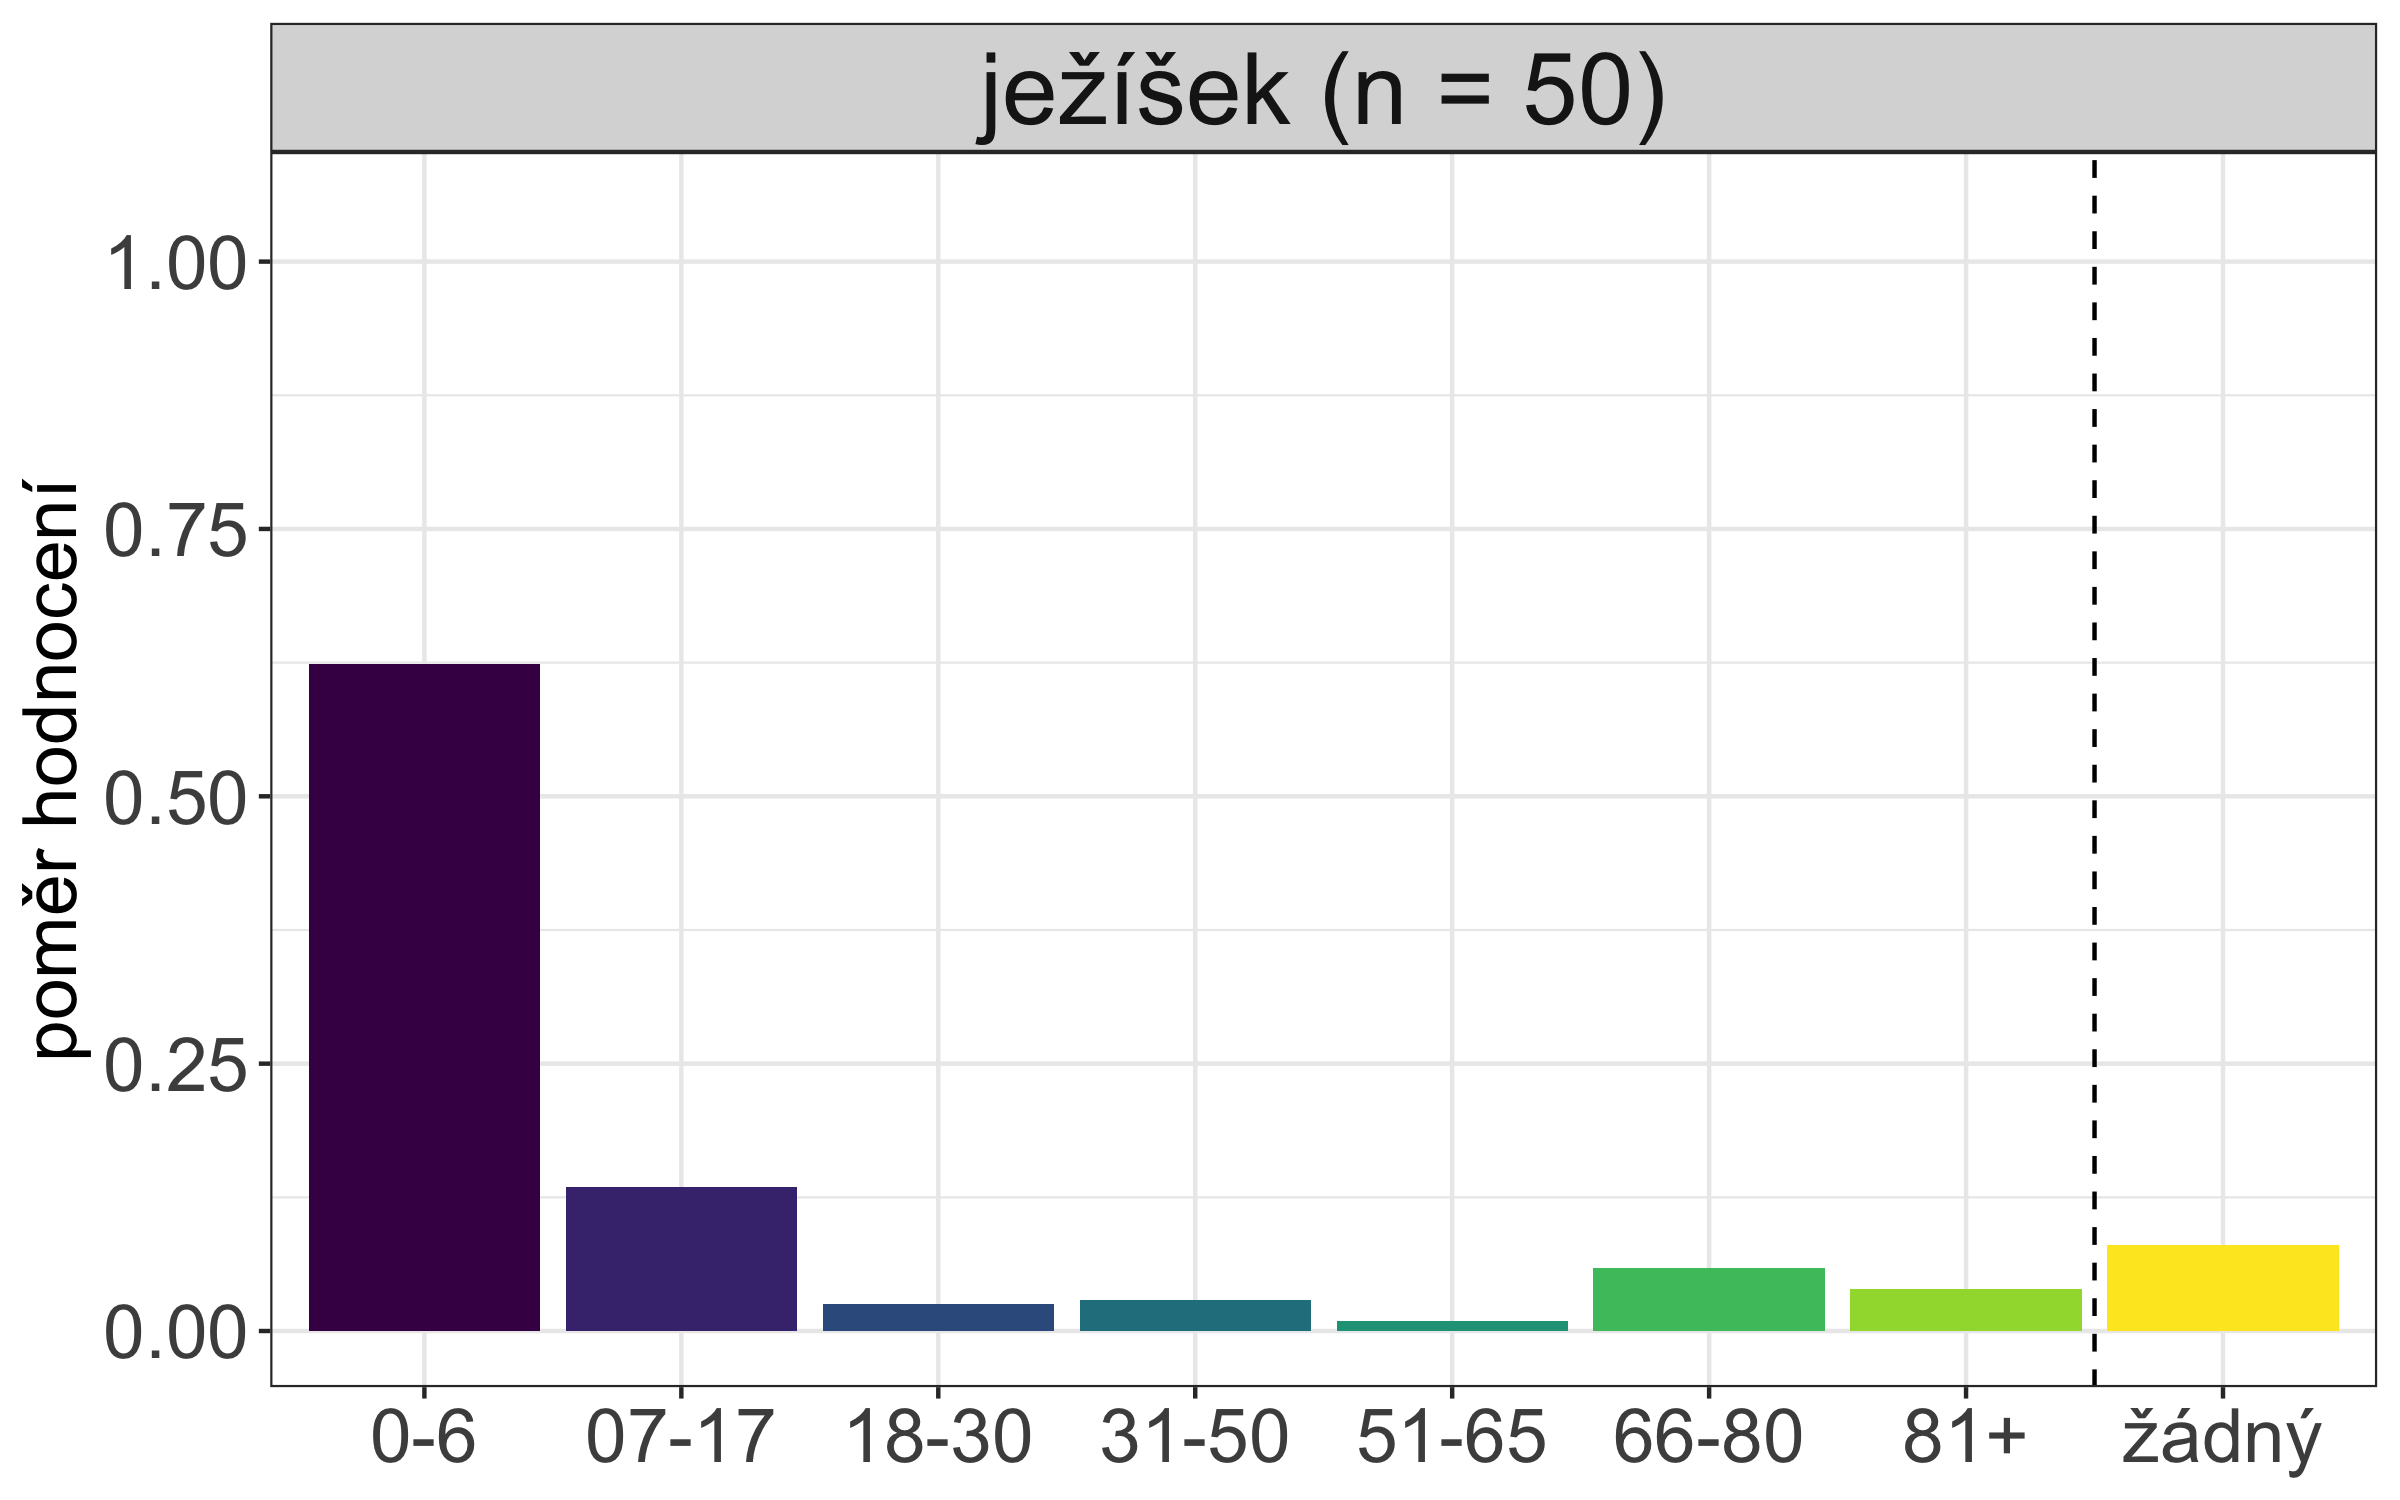 ježíšek (n = 50)
poměr hodnocení
1.00
0.75
0.50
0.25
0.00
0-6 07-17 18-30 31-50 51-65 66-80 81+ žádný